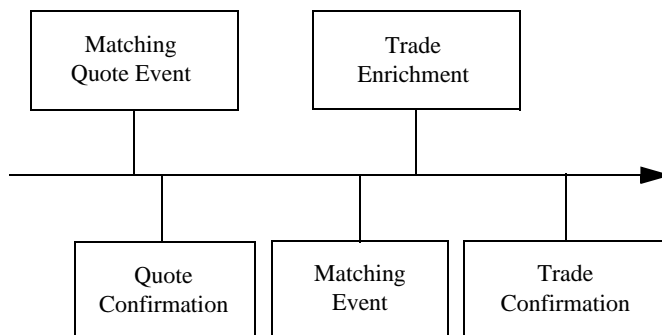 Matching
Quote Event
Trade
Enrichment
Quote
Confirmation
Matching
Event
Trade
Confirmation